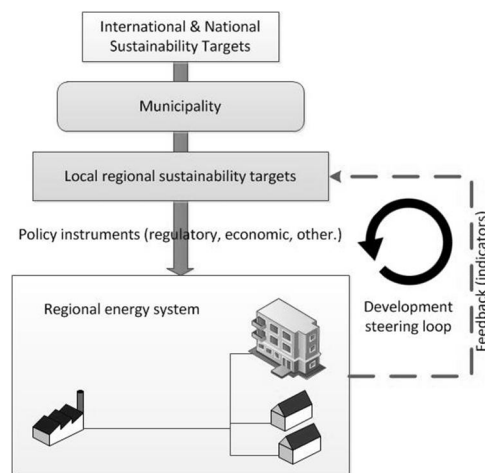 International & National
Sustainability Targets
Municipality
Local regional sustainability targets
Policy instruments (regulatory, economic, other.)
Regional energy system
Development
steering loop
Feedback (indicators)